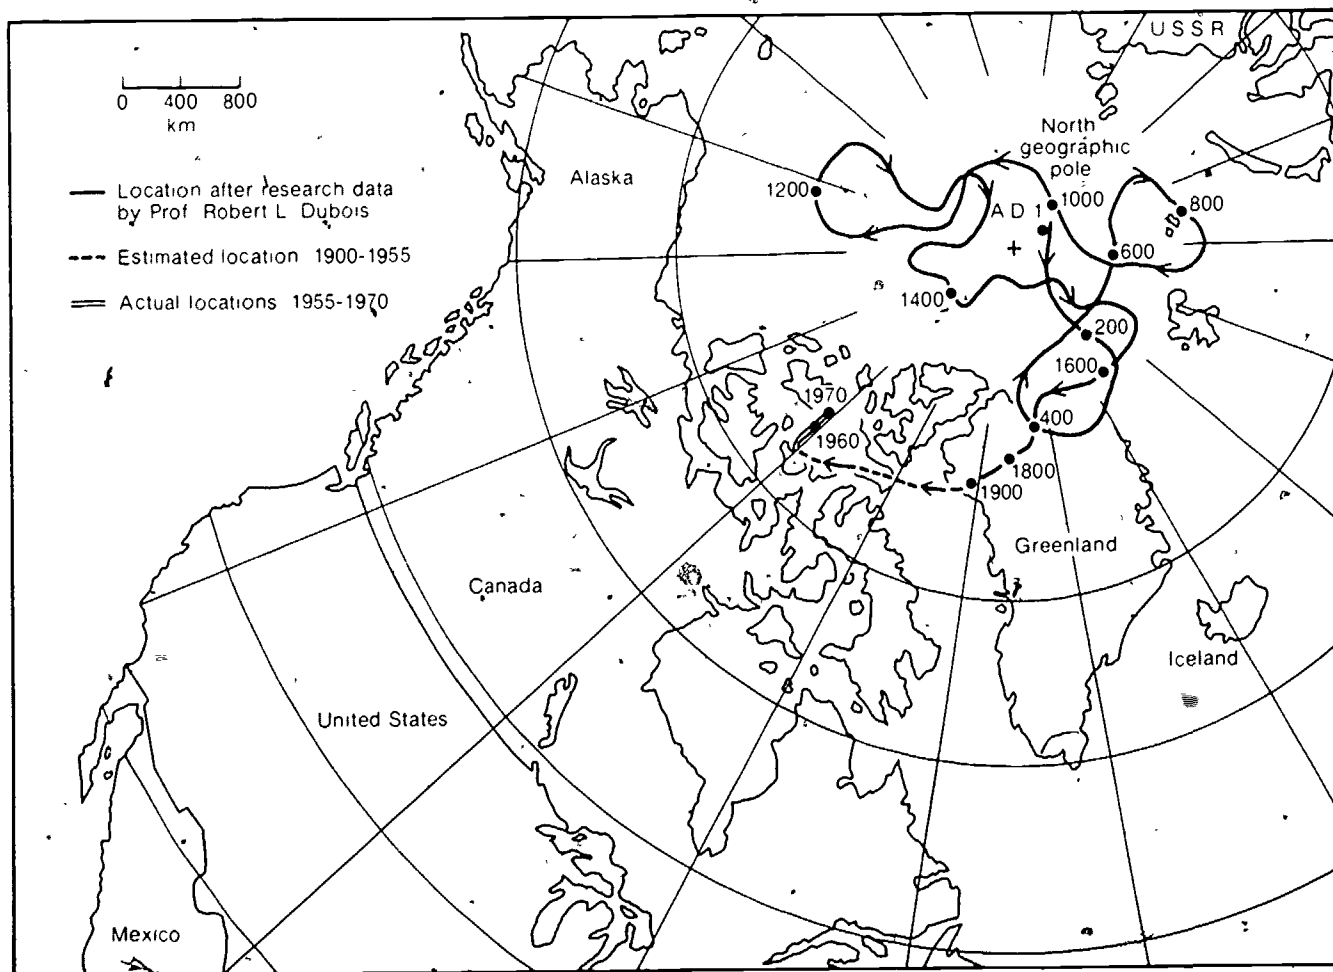 USSR
0 400 800
km
Location after research data
by Prof Robert L Dubois
Estimated location 1900-1955
Actual locations 1955-1970
North
geographic
pole
Alaska
1200
AD 1
1000
800
600
1400
200
1600
1970
1960
400
1800
1900
Greenland
Canada
Iceland
United States
Mexico